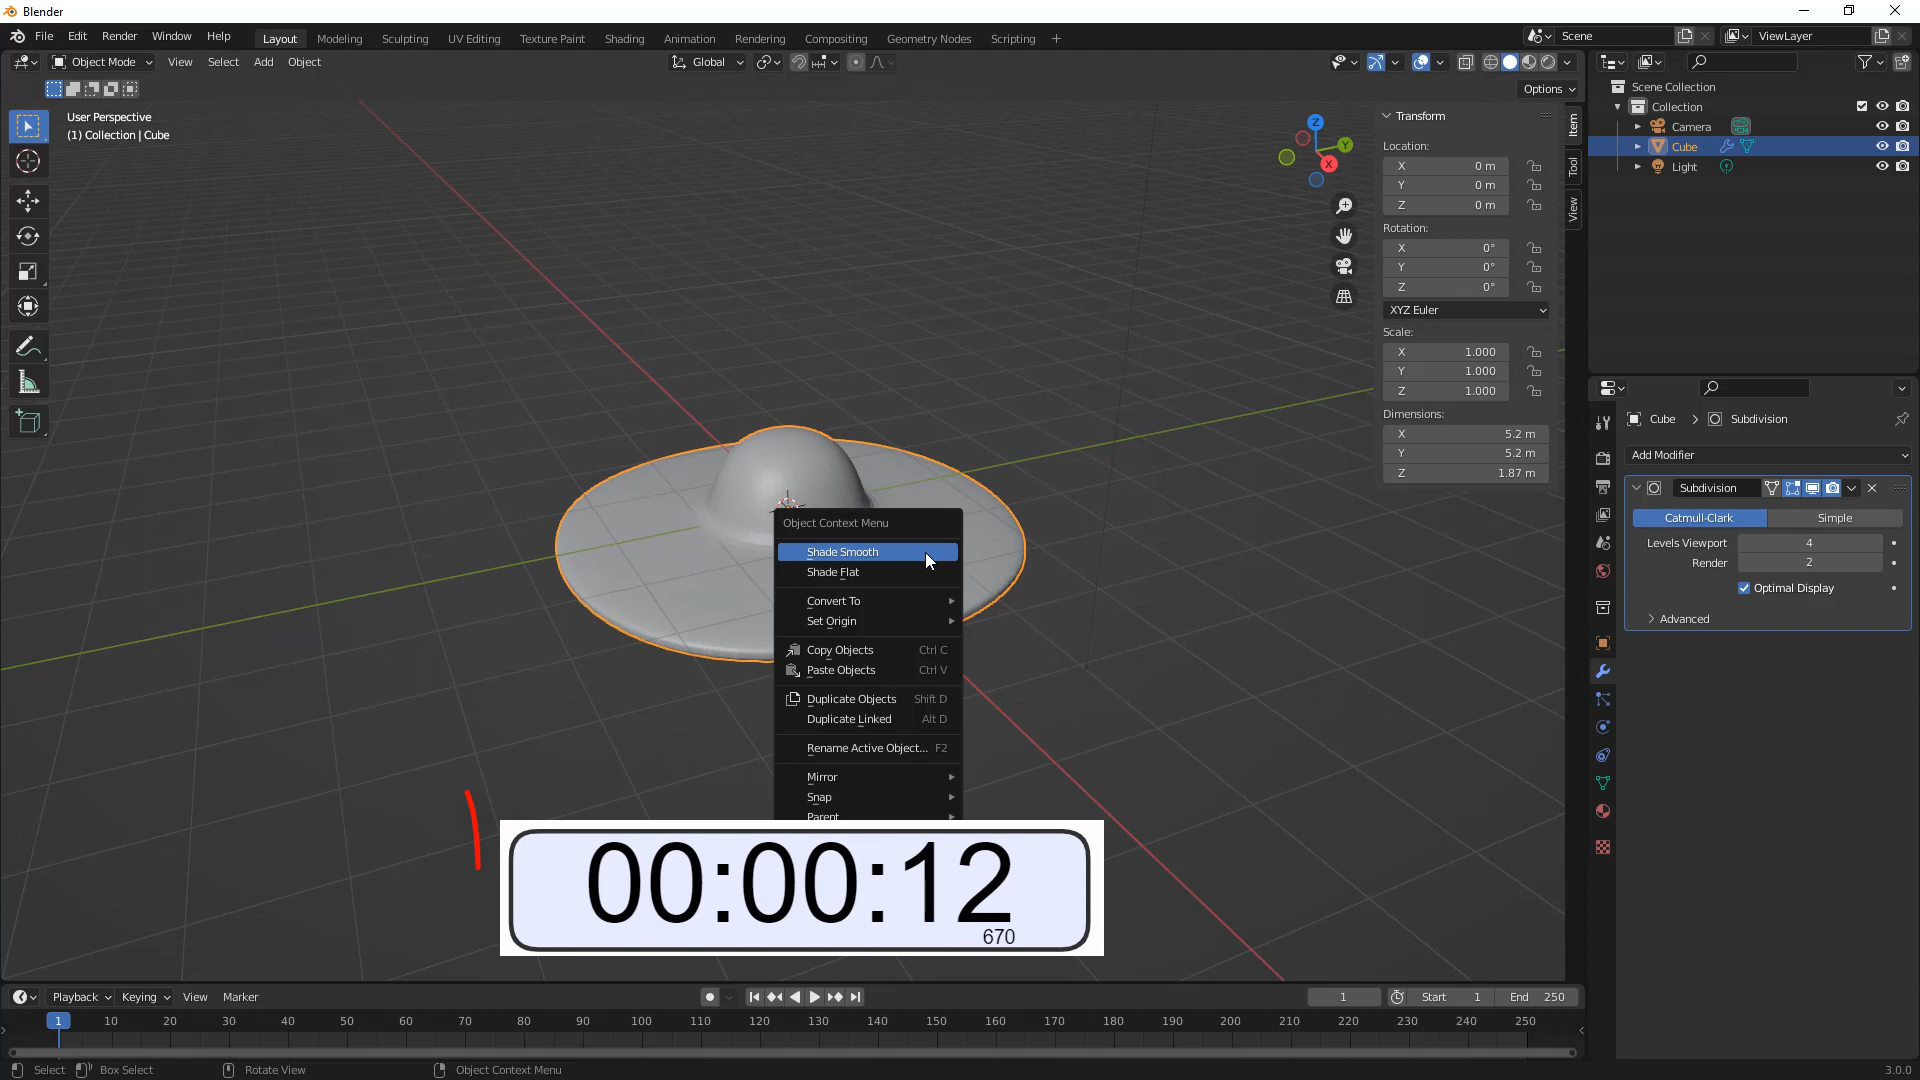 Blender
File Edit Render Window Help
Layout Modeling Sculpting UV Editing Texture Paint Shading Animation Rendering Compositing Geometry Nodes Scripting +
Scene
ViewLayer
Object Mode View Select Add Object
Global
Options
User Perspective
(1) Collection | Cube
Z
Y
X
Transform
Location:
X 0 m
Y 0 m
Z 0 m
Rotation:
X 0°
Y 0°
Z 0°
XYZ Euler
Scale:
X 1.000
Y 1.000
Z 1.000
Dimensions:
X 5.2 m
Y 5.2 m
Z 1.87 m
Item
Tool
View
Scene Collection
Collection
Camera
Cube
Light
Cube > Subdivision
Add Modifier
Subdivision
Catmull-Clark Simple
Levels Viewport 4
Render 2
Optimal Display
Advanced
Object Context Menu
Shade Smooth
Shade Flat
Convert To
Set Origin
Copy Objects Ctrl C
Paste Objects Ctrl V
Duplicate Objects Shift D
Duplicate Linked Alt D
Rename Active Object... F2
Mirror
Snap
Parent
00:00:12
670
Playback Keying View Marker
1 Start 1 End 250
1 10 20 30 40 50 60 70 80 90 100 110 120 130 140 150 160 170 180 190 200 210 220 230 240 250
Select Box Select Rotate View Object Context Menu
3.0.0